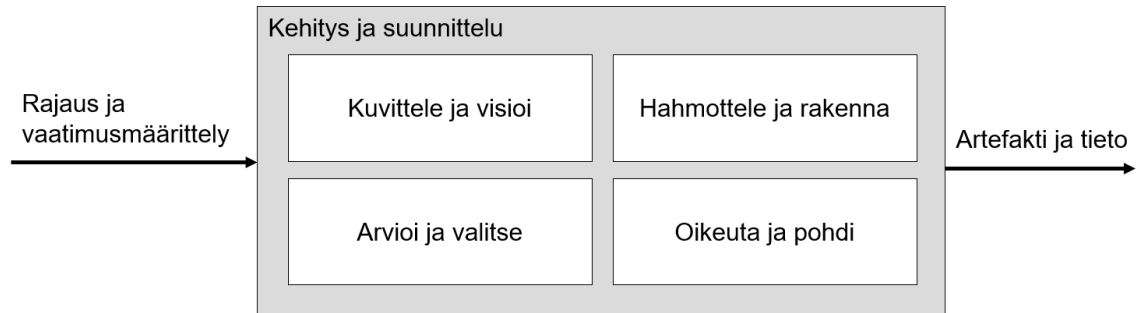 Kehitys ja suunnittelu
Rajaus ja
vaatimusmäärittely
Kuvittele ja visioi
Hahmottele ja rakenna
Arvioi ja valitse
Oikeuta ja pohdi
Artefakti ja tieto